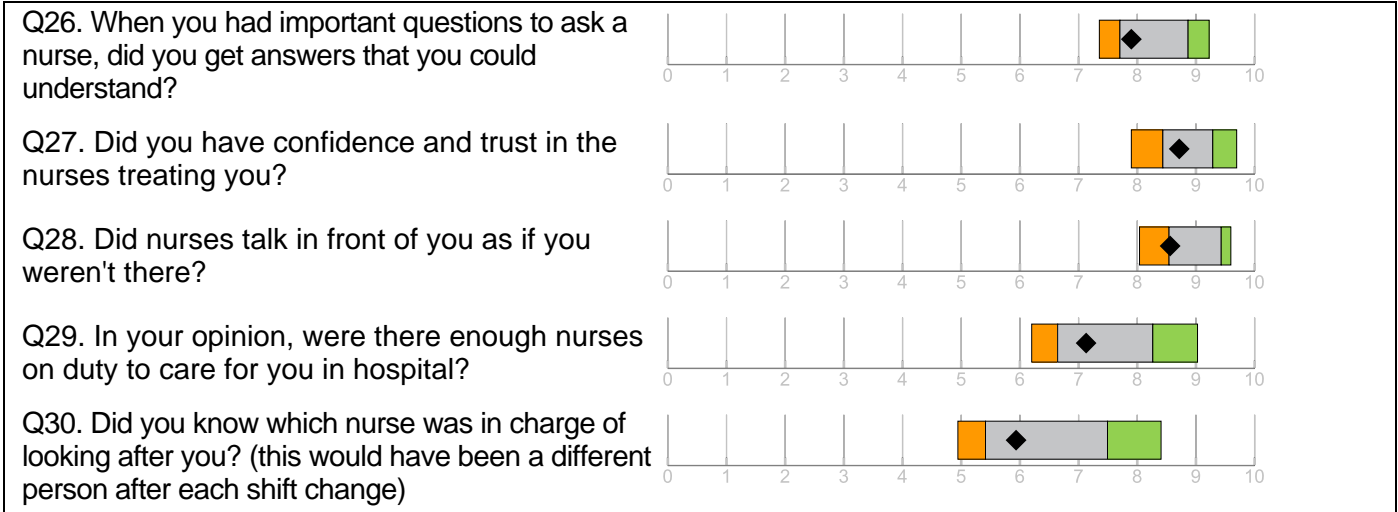 Q26. When you had important questions to ask a
nurse, did you get answers that you could
understand?
0 1 2 3 4 5 6 7 8 9 10
Q27. Did you have confidence and trust in the
nurses treating you?
0 1 2 3 4 5 6 7 8 9 10
Q28. Did nurses talk in front of you as if you
weren't there?
0 1 2 3 4 5 6 7 8 9 10
Q29. In your opinion, were there enough nurses
on duty to care for you in hospital?
0 1 2 3 4 5 6 7 8 9 10
Q30. Did you know which nurse was in charge of
looking after you? (this would have been a different
person after each shift change)
0 1 2 3 4 5 6 7 8 9 10